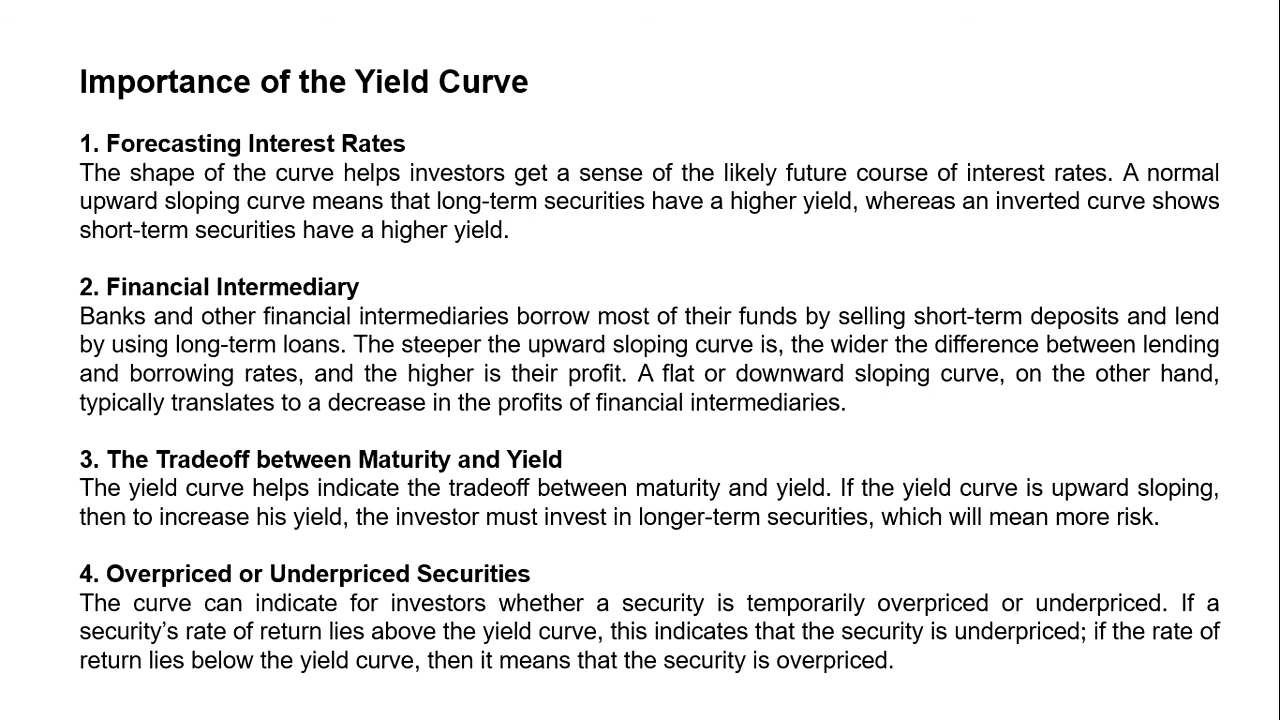 Importance of the Yield Curve
1. Forecasting Interest Rates
The shape of the curve helps investors get a sense of the likely future course of interest rates. A normal
upward sloping curve means that long-term securities have a higher yield, whereas an inverted curve shows
short-term securities have a higher yield.
2. Financial Intermediary
Banks and other financial intermediaries borrow most of their funds by selling short-term deposits and lend
by using long-term loans. The steeper the upward sloping curve is, the wider the difference between lending
and borrowing rates, and the higher is their profit. A flat or downward sloping curve, on the other hand,
typically translates to a decrease in the profits of financial intermediaries.
3. The Tradeoff between Maturity and Yield
The yield curve helps indicate the tradeoff between maturity and yield. If the yield curve is upward sloping,
then to increase his yield, the investor must invest in longer-term securities, which will mean more risk.
4. Overpriced or Underpriced Securities
The curve can indicate for investors whether a security is temporarily overpriced or underpriced. If a
security’s rate of return lies above the yield curve, this indicates that the security is underpriced; if the rate of
return lies below the yield curve, then it means that the security is overpriced.